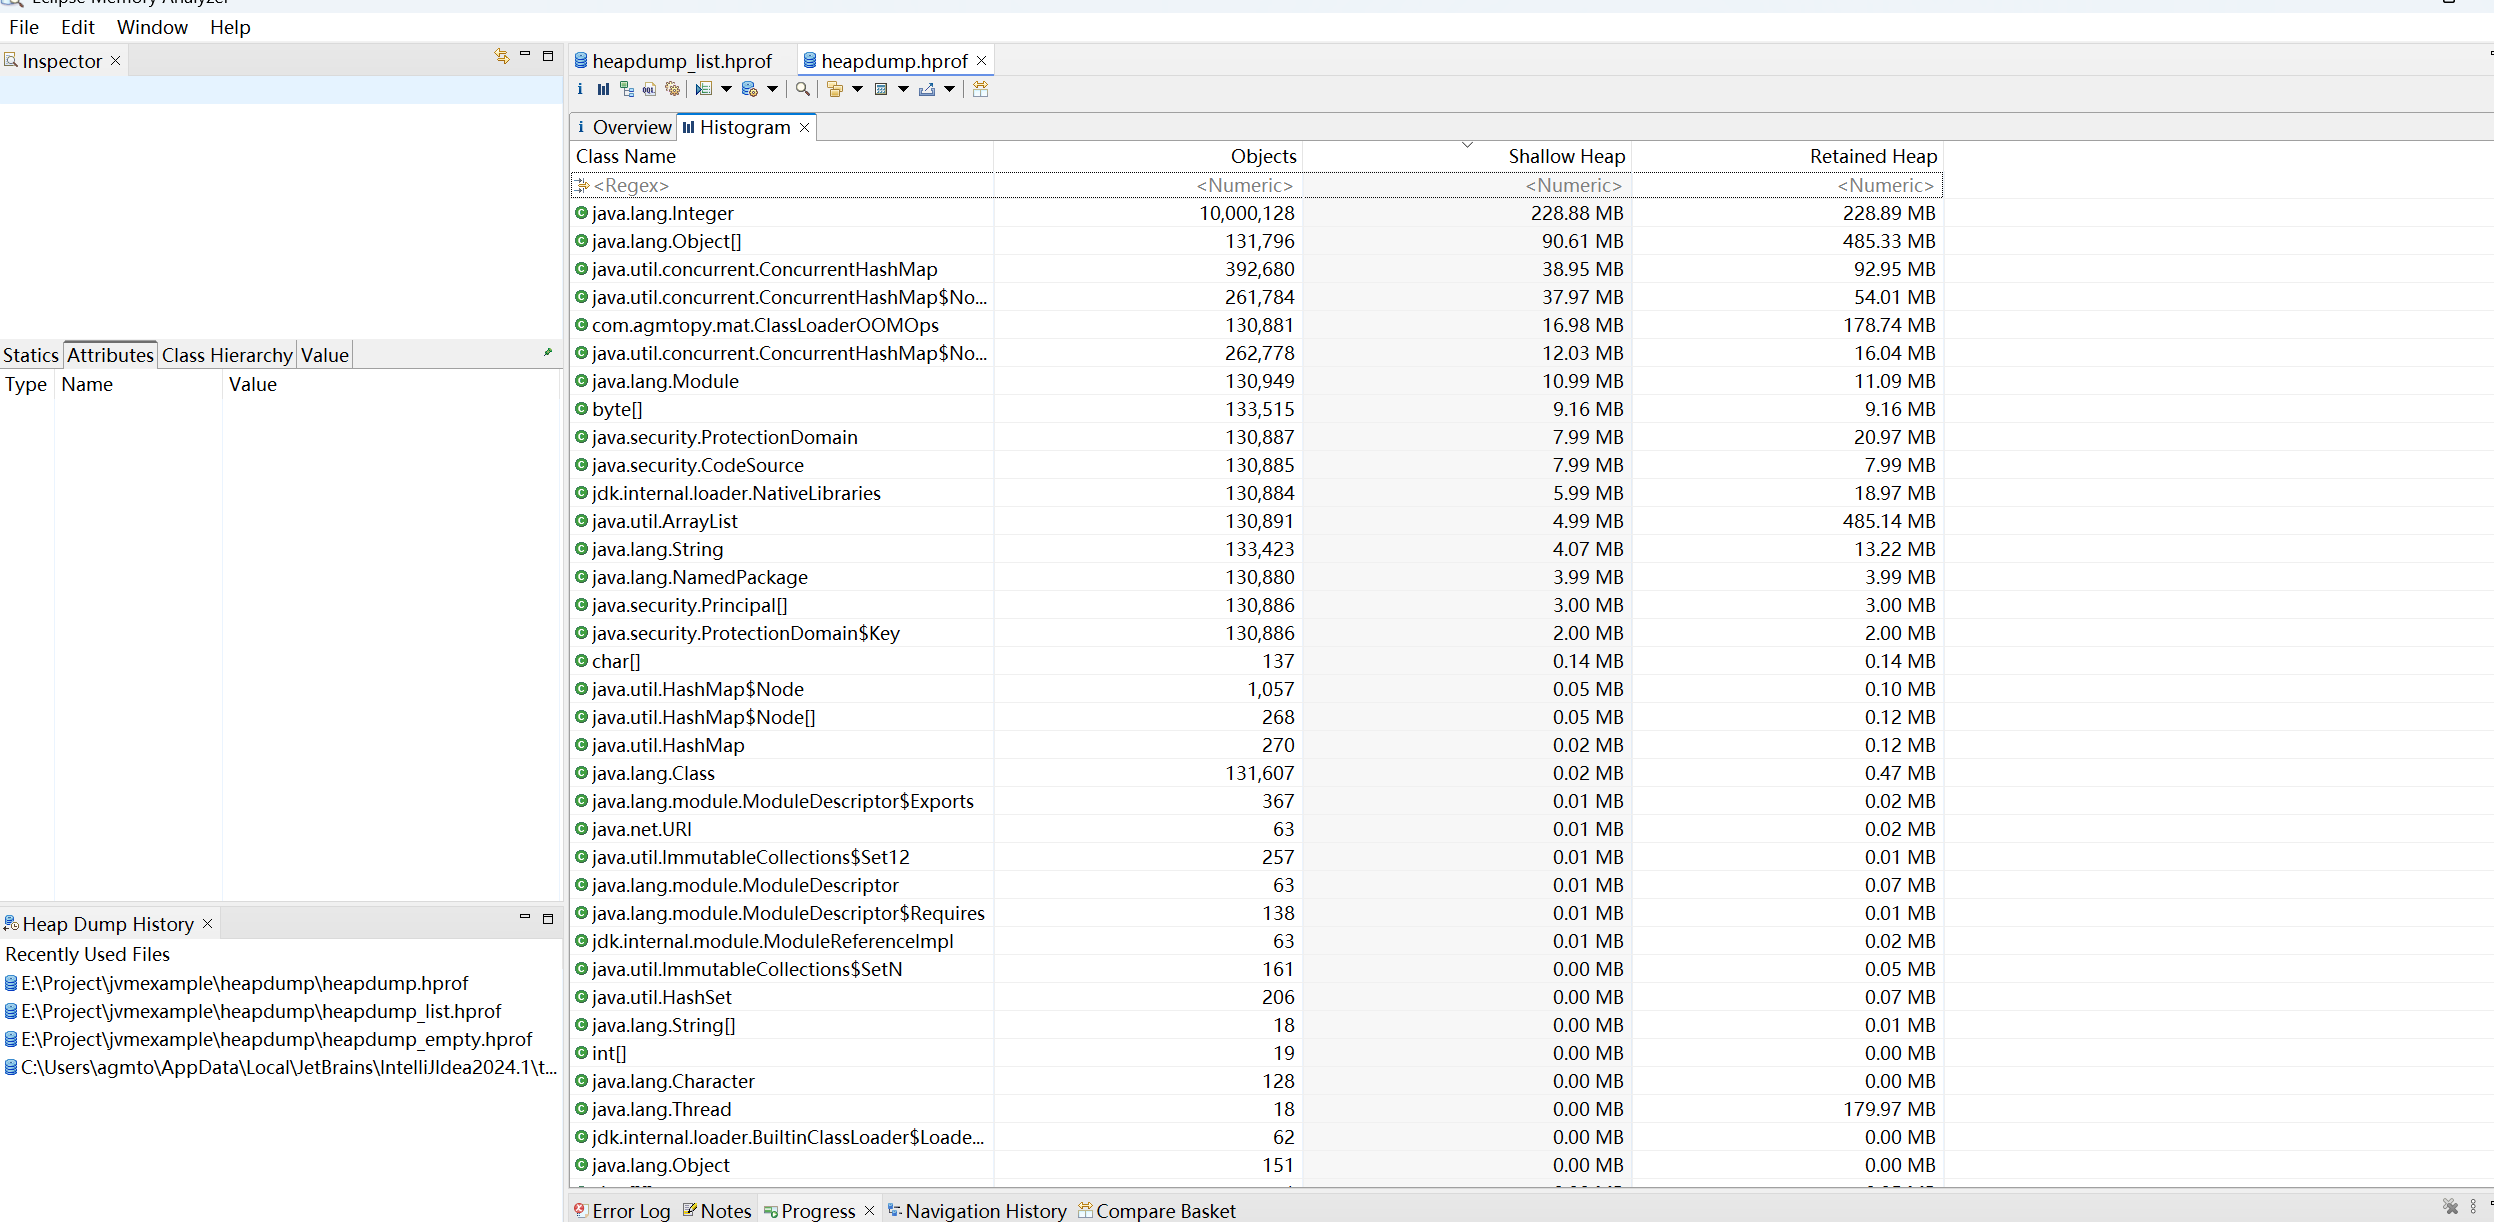 Eclipse Memory Analyzer
File Edit Window Help
Inspector
Statics Attributes Class Hierarchy Value
Type Name Value
Heap Dump History
Recently Used Files
E:\Project\jvmexample\heapdump\heapdump.hprof
E:\Project\jvmexample\heapdump\heapdump_list.hprof
E:\Project\jvmexample\heapdump\heapdump_empty.hprof
C:\Users\agmto\AppData\Local\JetBrains\IntelliJIdea2024.1\t...
heapdump_list.hprof heapdump.hprof
i OQL
i Overview Histogram
Class Name Objects Shallow Heap Retained Heap
<Regex> <Numeric> <Numeric> <Numeric>
java.lang.Integer 10,000,128 228.88 MB 228.89 MB
java.lang.Object[] 131,796 90.61 MB 485.33 MB
java.util.concurrent.ConcurrentHashMap 392,680 38.95 MB 92.95 MB
java.util.concurrent.ConcurrentHashMap$No... 261,784 37.97 MB 54.01 MB
com.agmtopy.mat.ClassLoaderOOMOps 130,881 16.98 MB 178.74 MB
java.util.concurrent.ConcurrentHashMap$No... 262,778 12.03 MB 16.04 MB
java.lang.Module 130,949 10.99 MB 11.09 MB
byte[] 133,515 9.16 MB 9.16 MB
java.security.ProtectionDomain 130,887 7.99 MB 20.97 MB
java.security.CodeSource 130,885 7.99 MB 7.99 MB
jdk.internal.loader.NativeLibraries 130,884 5.99 MB 18.97 MB
java.util.ArrayList 130,891 4.99 MB 485.14 MB
java.lang.String 133,423 4.07 MB 13.22 MB
java.lang.NamedPackage 130,880 3.99 MB 3.99 MB
java.security.Principal[] 130,886 3.00 MB 3.00 MB
java.security.ProtectionDomain$Key 130,886 2.00 MB 2.00 MB
char[] 137 0.14 MB 0.14 MB
java.util.HashMap$Node 1,057 0.05 MB 0.10 MB
java.util.HashMap$Node[] 268 0.05 MB 0.12 MB
java.util.HashMap 270 0.02 MB 0.12 MB
java.lang.Class 131,607 0.02 MB 0.47 MB
java.lang.module.ModuleDescriptor$Exports 367 0.01 MB 0.02 MB
java.net.URI 63 0.01 MB 0.02 MB
java.util.ImmutableCollections$Set12 257 0.01 MB 0.01 MB
java.lang.module.ModuleDescriptor 63 0.01 MB 0.07 MB
java.lang.module.ModuleDescriptor$Requires 138 0.01 MB 0.01 MB
jdk.internal.module.ModuleReferenceImpl 63 0.01 MB 0.02 MB
java.util.ImmutableCollections$SetN 161 0.00 MB 0.05 MB
java.util.HashSet 206 0.00 MB 0.07 MB
java.lang.String[] 18 0.00 MB 0.01 MB
int[] 19 0.00 MB 0.00 MB
java.lang.Character 128 0.00 MB 0.00 MB
java.lang.Thread 18 0.00 MB 179.97 MB
jdk.internal.loader.BuiltinClassLoader$Loade... 62 0.00 MB 0.00 MB
java.lang.Object 151 0.00 MB 0.00 MB
Error Log Notes Progress Navigation History Compare Basket